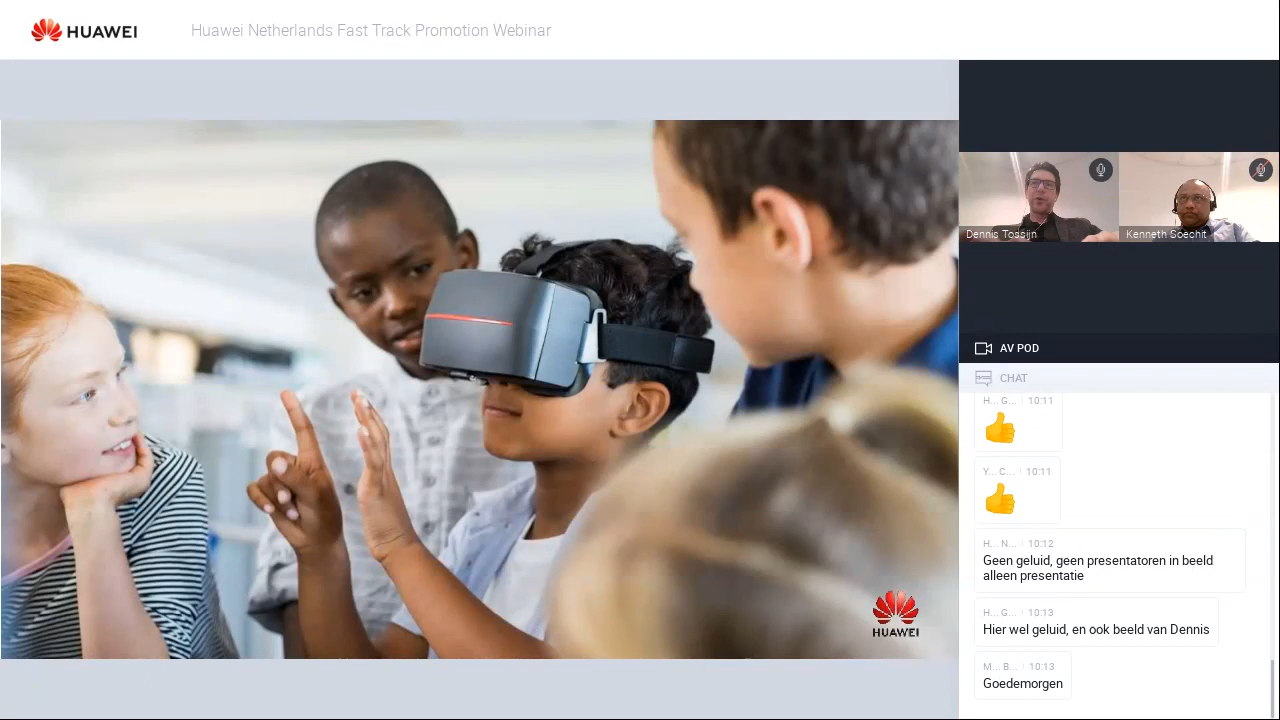 HUAWEI
Huawei Netherlands Fast Track Promotion Webinar
HUAWEI
Dennis Tossijn
Kenneth Soechit
AV POD
CHAT
H... G... | 10:11
Y... C... | 10:11
H... N... | 10:12
Geen geluid, geen presentatoren in beeld
alleen presentatie
H... G... | 10:13
Hier wel geluid, en ook beeld van Dennis
M... B... | 10:13
Goedemorgen